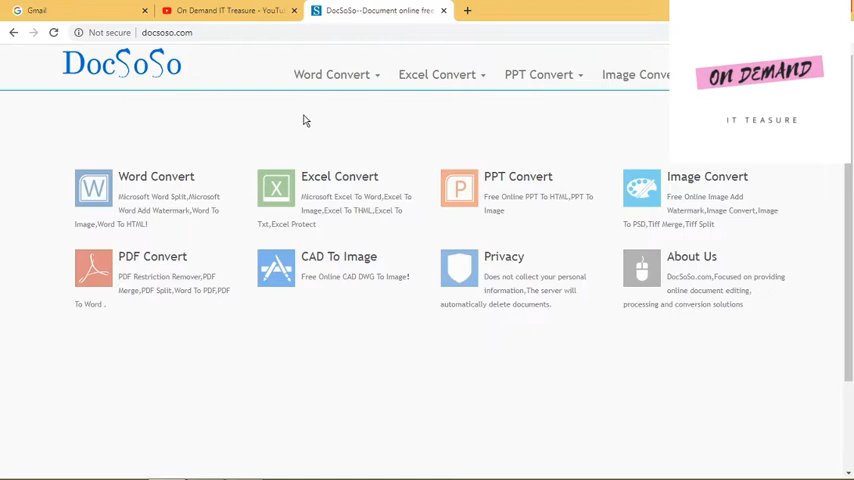 Gmail
On Demand IT Treasure - YouTu
DocSoSo--Document online free
Not secure
docsoso.com
DocSoSo
Word Convert
Excel Convert
PPT Convert
Image Conve
ON DEMAND
IT TEASURE
Word Convert
Microsoft Word Split,Microsoft
Word Add Watermark,Word To
Image,Word To HTML!
Excel Convert
Microsoft Excel To Word,Excel To
Image,Excel To THML,Excel To
Txt,Excel Protect
PPT Convert
Free Online PPT To HTML,PPT To
Image
Image Convert
Free Online Image Add
Watermark,Image Convert,Image
To PSD,Tiff Merge,Tiff Split
PDF Convert
PDF Restriction Remover,PDF
Merge,PDF Split,Word To PDF,PDF
To Word .
CAD To Image
Free Online CAD DWG To Image!
Privacy
Does not collect your personal
information,The server will
automatically delete documents.
About Us
DocSoSo.com,Focused on providing
online document editing,
processing and conversion solutions